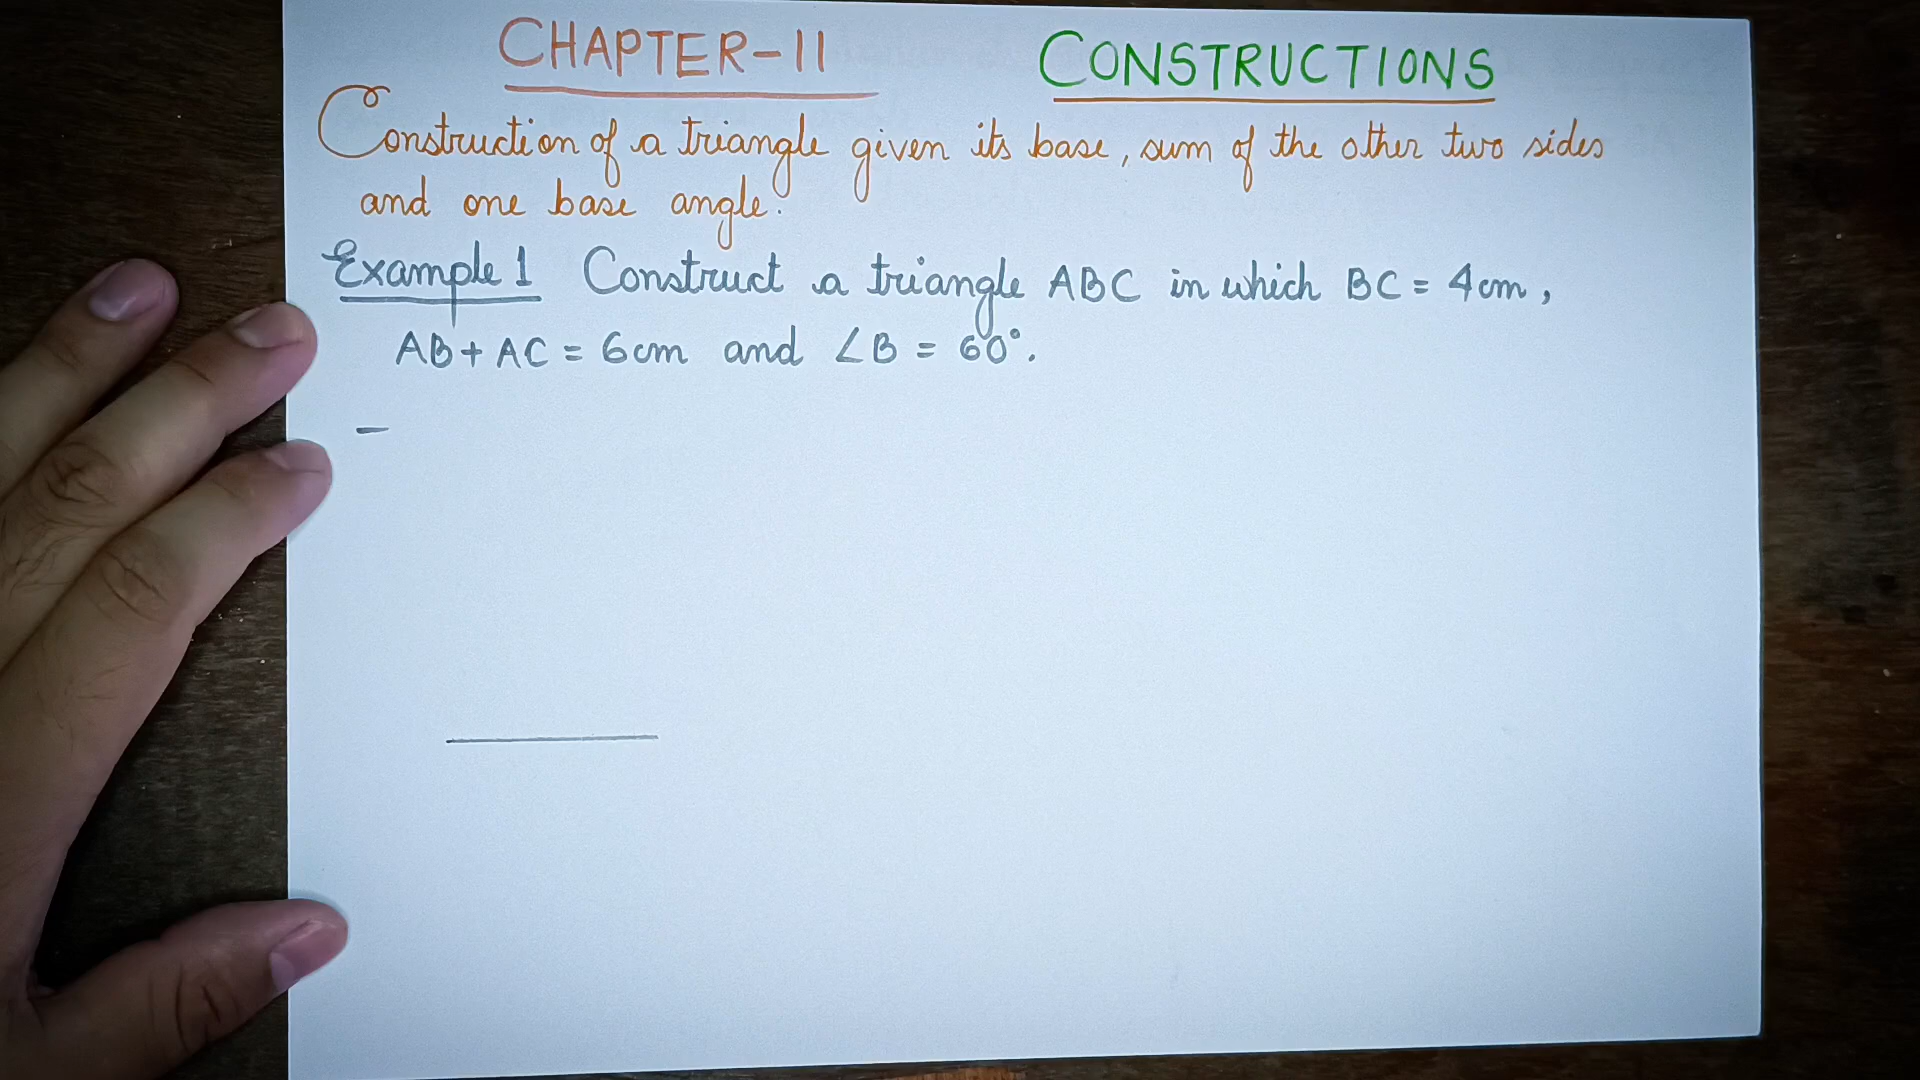 CHAPTER-11 CONSTRUCTIONS
Construction of a triangle given its base, sum of the other two sides
and one base angle.
Example 1 Construct a triangle ABC in which BC = 4cm,
AB + AC = 6cm and ∠B = 60°.